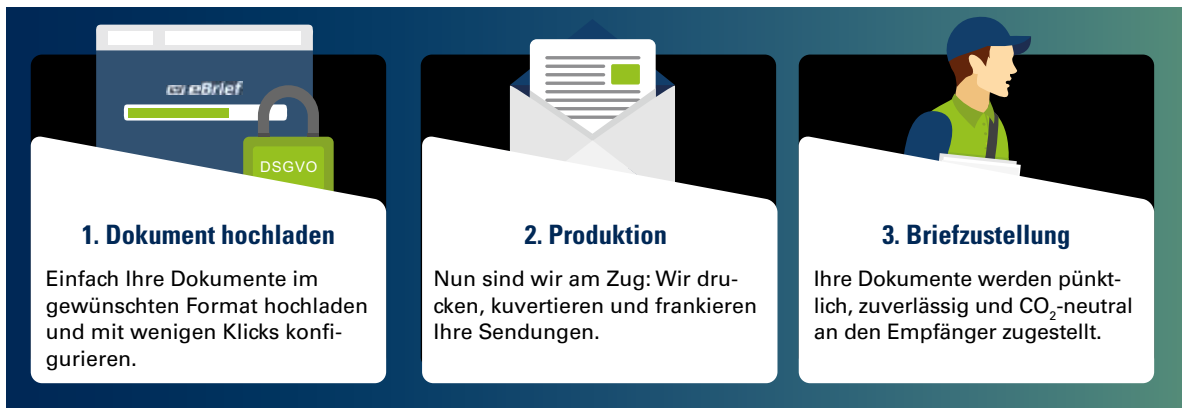 eBrief
DSGVO
1. Dokument hochladen
Einfach Ihre Dokumente im
gewünschten Format hochladen
und mit wenigen Klicks konfi-
gurieren.
2. Produktion
Nun sind wir am Zug: Wir dru-
cken, kuvertieren und frankieren
Ihre Sendungen.
3. Briefzustellung
Ihre Dokumente werden pünkt-
lich, zuverlässig und CO₂-neutral
an den Empfänger zugestellt.